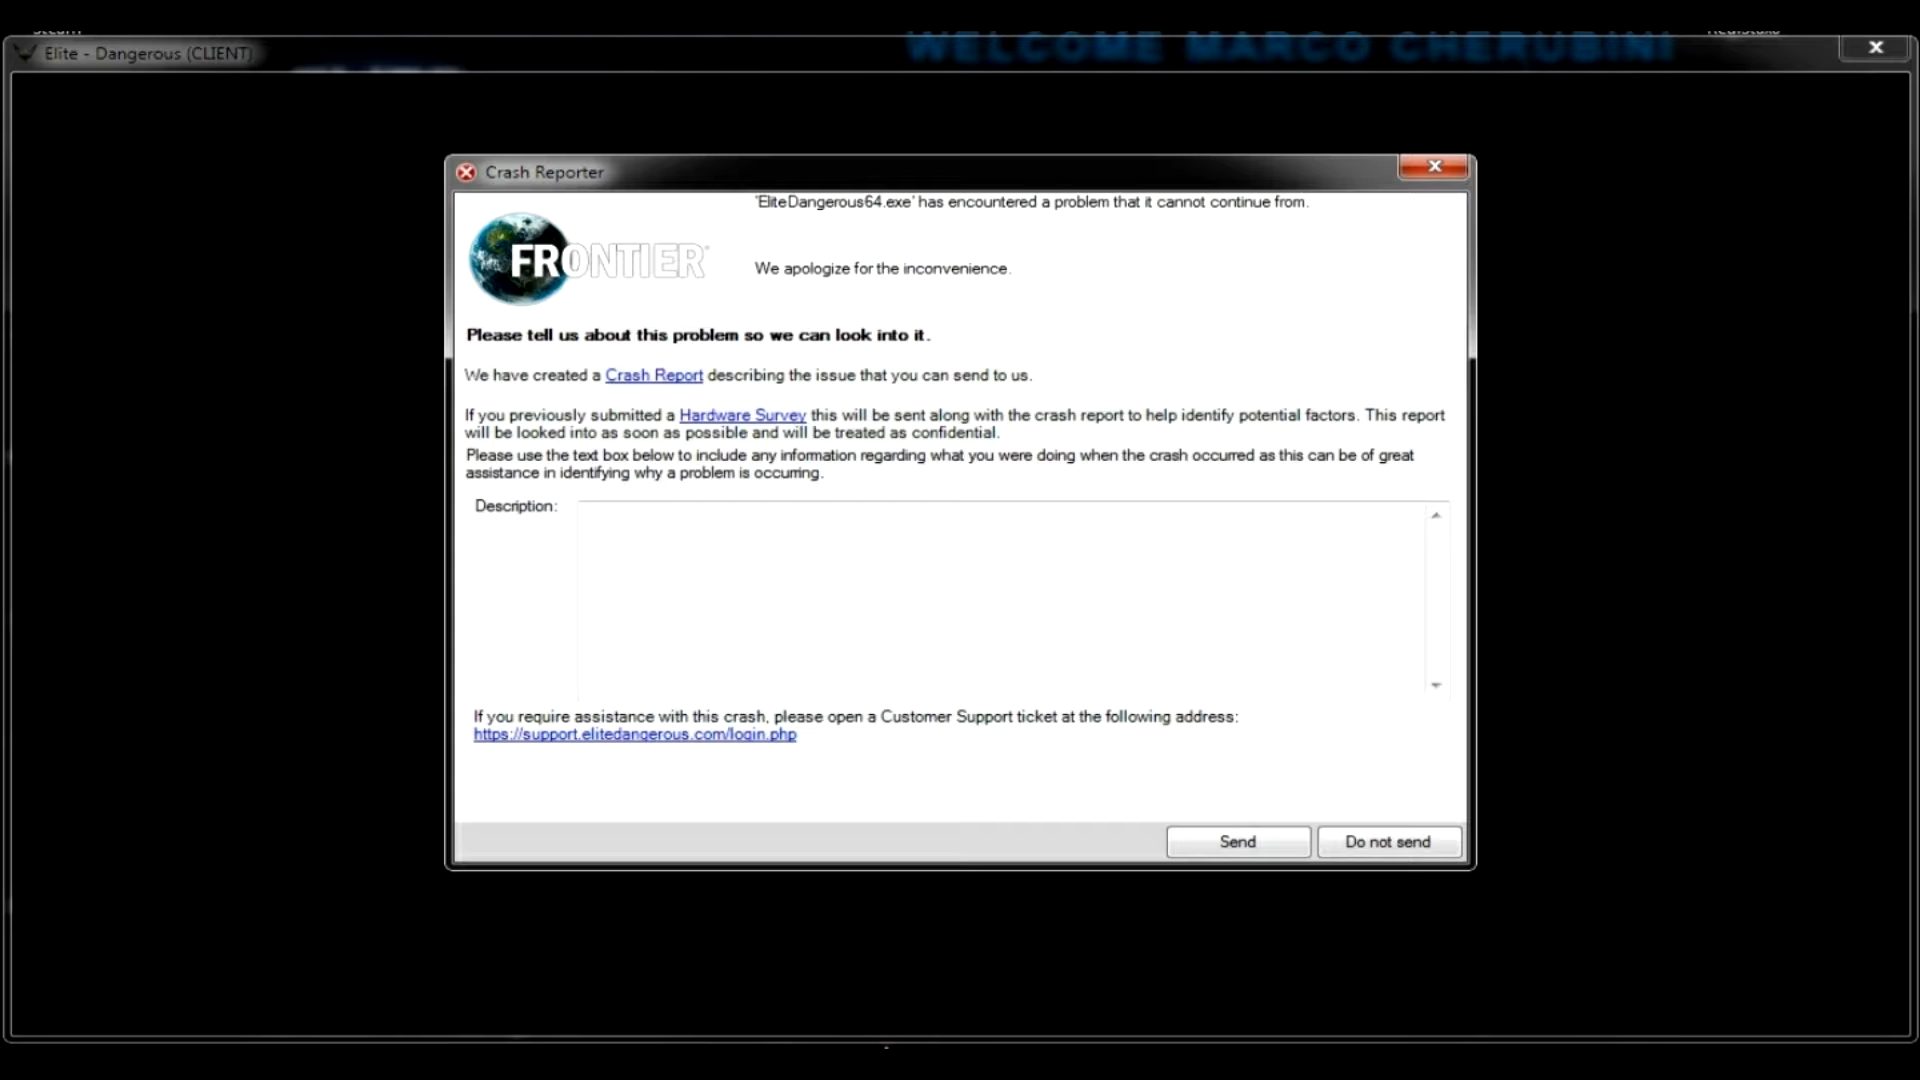 Elite - Dangerous (CLIENT)
WELCOME MARCO CHERUBINI
Crash Reporter
'EliteDangerous64.exe' has encountered a problem that it cannot continue from.
FRONTIER
We apologize for the inconvenience.
Please tell us about this problem so we can look into it.
We have created a Crash Report describing the issue that you can send to us.
If you previously submitted a Hardware Survey this will be sent along with the crash report to help identify potential factors. This report
will be looked into as soon as possible and will be treated as confidential.
Please use the text box below to include any information regarding what you were doing when the crash occurred as this can be of great
assistance in identifying why a problem is occurring.
Description:
If you require assistance with this crash, please open a Customer Support ticket at the following address:
https://support.elitedangerous.com/login.php
Send
Do not send